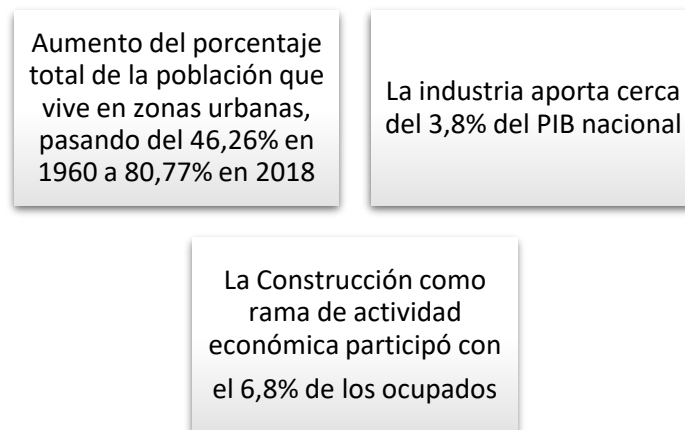 Aumento del porcentaje
total de la población que
vive en zonas urbanas,
pasando del 46,26% en
1960 a 80,77% en 2018
La industria aporta cerca
del 3,8% del PIB nacional
La Construcción como
rama de actividad
económica participó con
el 6,8% de los ocupados